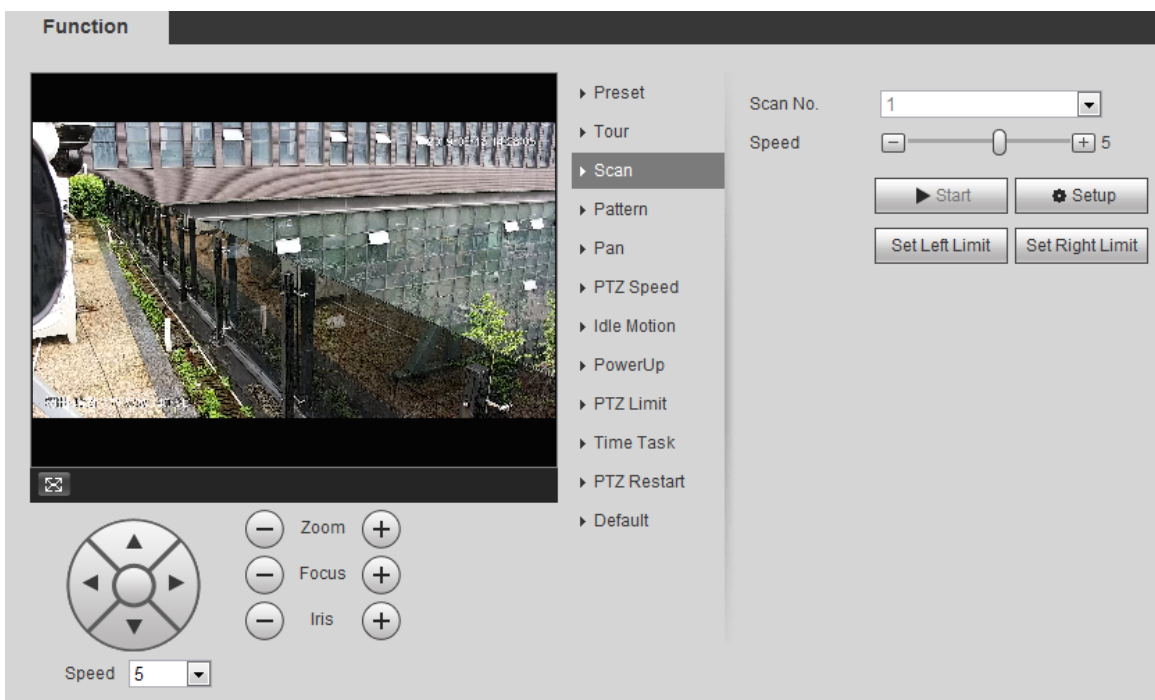 Function
Preset
Tour
Scan
Pattern
Pan
PTZ Speed
Idle Motion
PowerUp
PTZ Limit
Time Task
PTZ Restart
Default
Scan No. 1
Speed 5
Start Setup
Set Left Limit Set Right Limit
Zoom
Focus
Iris
Speed 5